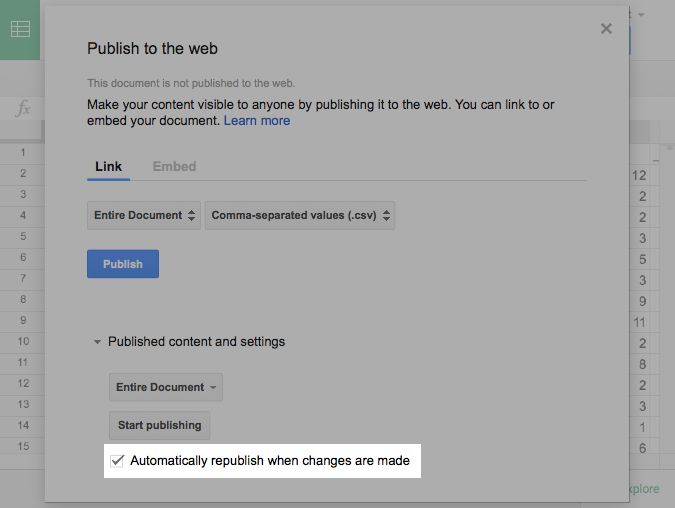 Publish to the web
This document is not published to the web.
Make your content visible to anyone by publishing it to the web. You can link to or
embed your document. Learn more
Link Embed
Entire Document Comma-separated values (.csv)
Publish
Published content and settings
Entire Document
Start publishing
Automatically republish when changes are made
fx
1
2 12
3 2
4 2
5 3
6 5
7 3
8 9
9 11
10 2
11 8
12 2
13 3
14 1
15 6
xplore